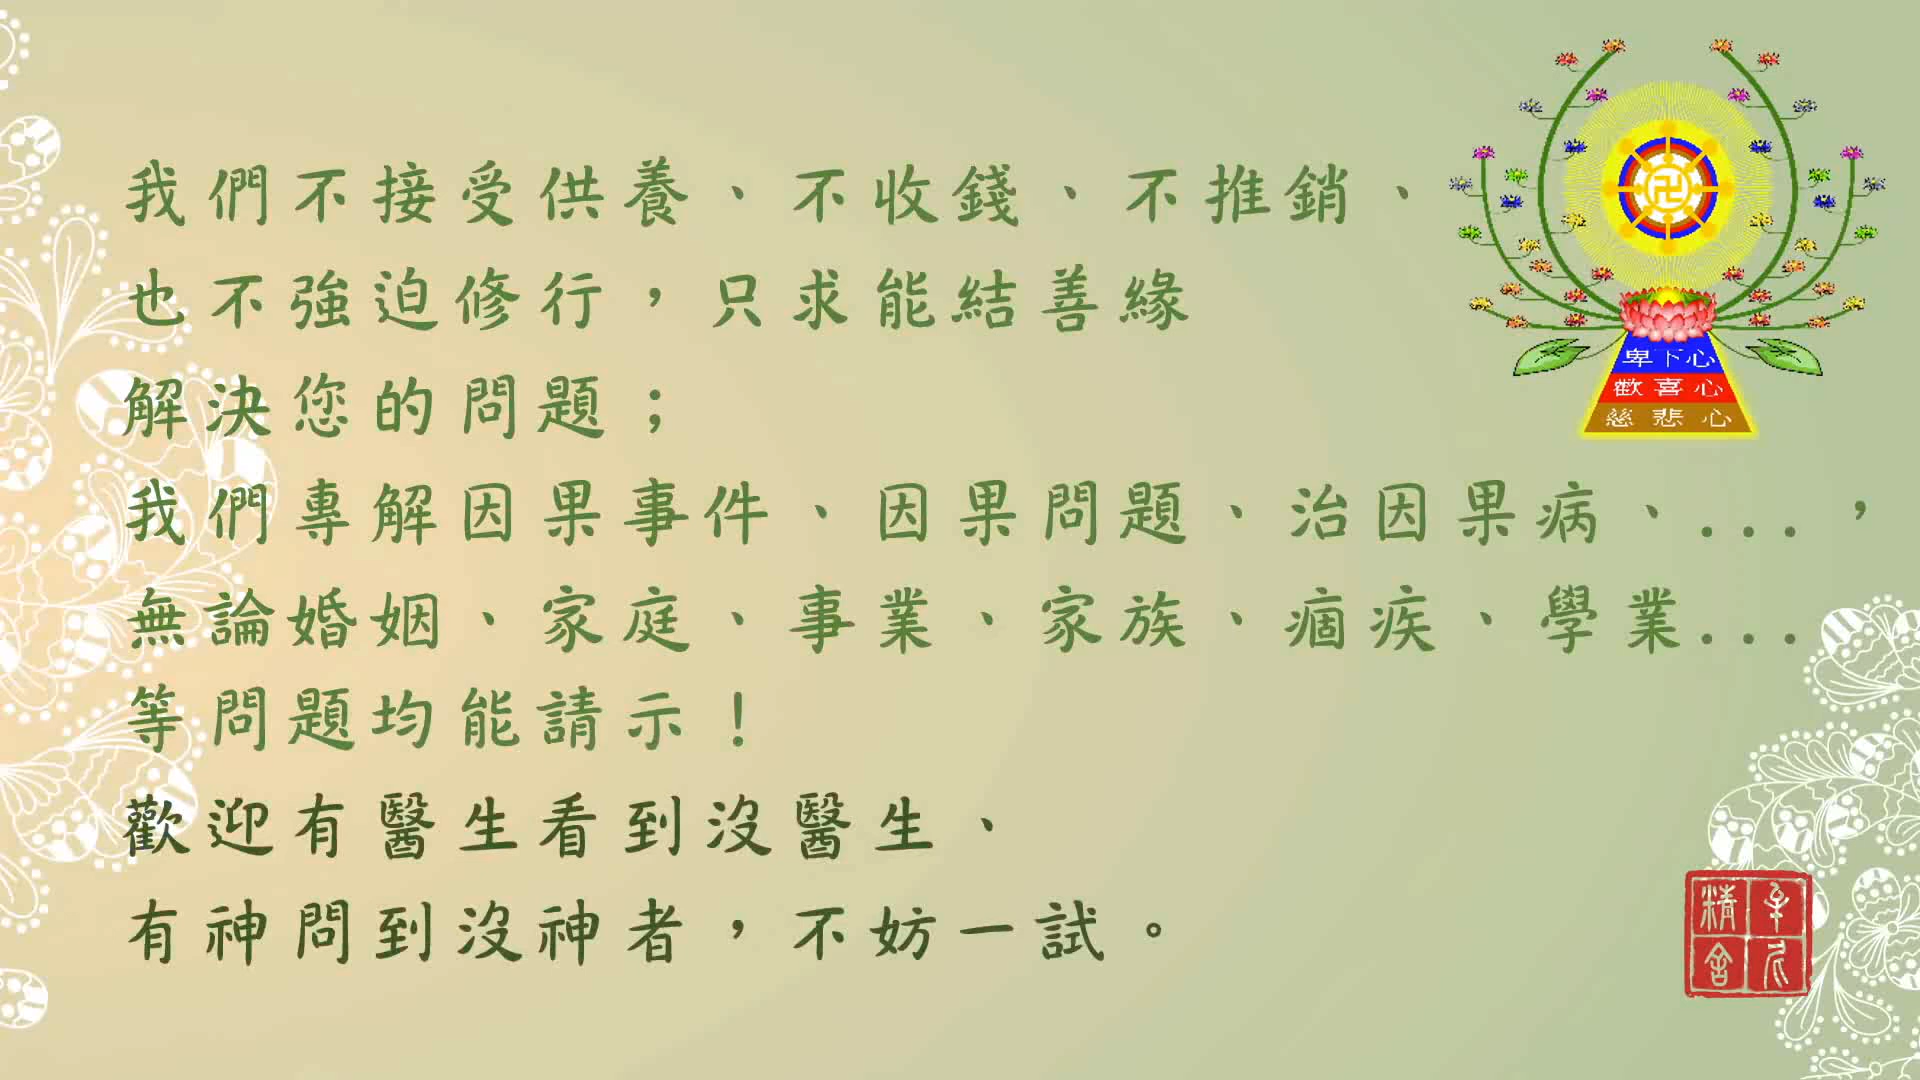 我們不接受供養、不收錢、不推銷、
也不強迫修行，只求能結善緣
解決您的問題；
我們專解因果事件、因果問題、治因果病、...，
無論婚姻、家庭、事業、家族、痼疾、學業...
等問題均能請示！
歡迎有醫生看到沒醫生、
有神問到沒神者，不妨一試。
卍
卑下心
歡喜心
慈悲心
精舍